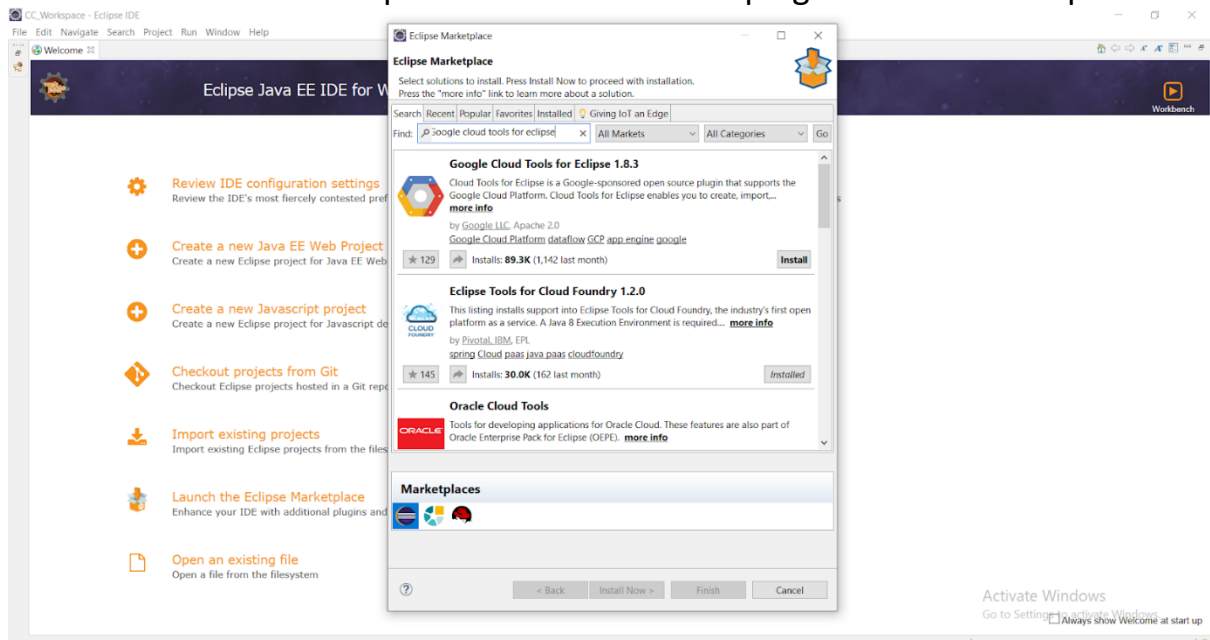 CC_Workspace - Eclipse IDE
File Edit Navigate Search Project Run Window Help
Welcome
Eclipse Java EE IDE for W
Workbench
Review IDE configuration settings
Review the IDE's most fiercely contested pref
s
Create a new Java EE Web Project
Create a new Eclipse project for Java EE Web
Create a new Javascript project
Create a new Eclipse project for Javascript de
Checkout projects from Git
Checkout Eclipse projects hosted in a Git repo
Import existing projects
Import existing Eclipse projects from the files
Launch the Eclipse Marketplace
Enhance your IDE with additional plugins and
Open an existing file
Open a file from the filesystem
Eclipse Marketplace
Eclipse Marketplace
Select solutions to install. Press Install Now to proceed with installation.
Press the "more info" link to learn more about a solution.
Search Recent Popular Favorites Installed Giving IoT an Edge
Find: oogle cloud tools for eclipse All Markets All Categories Go
Google Cloud Tools for Eclipse 1.8.3
Cloud Tools for Eclipse is a Google-sponsored open source plugin that supports the
Google Cloud Platform. Cloud Tools for Eclipse enables you to create, import,...
more info
by Google LLC, Apache 2.0
Google Cloud Platform dataflow GCP app engine google
129 Installs: 89.3K (1,142 last month) Install
Eclipse Tools for Cloud Foundry 1.2.0
This listing installs support into Eclipse Tools for Cloud Foundry, the industry's first open
platform as a service. A Java 8 Execution Environment is required.... more info
CLOUD
FOUNDRY
by Pivotal, IBM, EPL
spring Cloud paas java paas cloudfoundry
145 Installs: 30.0K (162 last month) Installed
Oracle Cloud Tools
ORACLE
Tools for developing applications for Oracle Cloud. These features are also part of
Oracle Enterprise Pack for Eclipse (OEPE). more info
Marketplaces
< Back Install Now > Finish Cancel
Activate Windows
Go to Settings to activate Windows.
Always show Welcome at start up